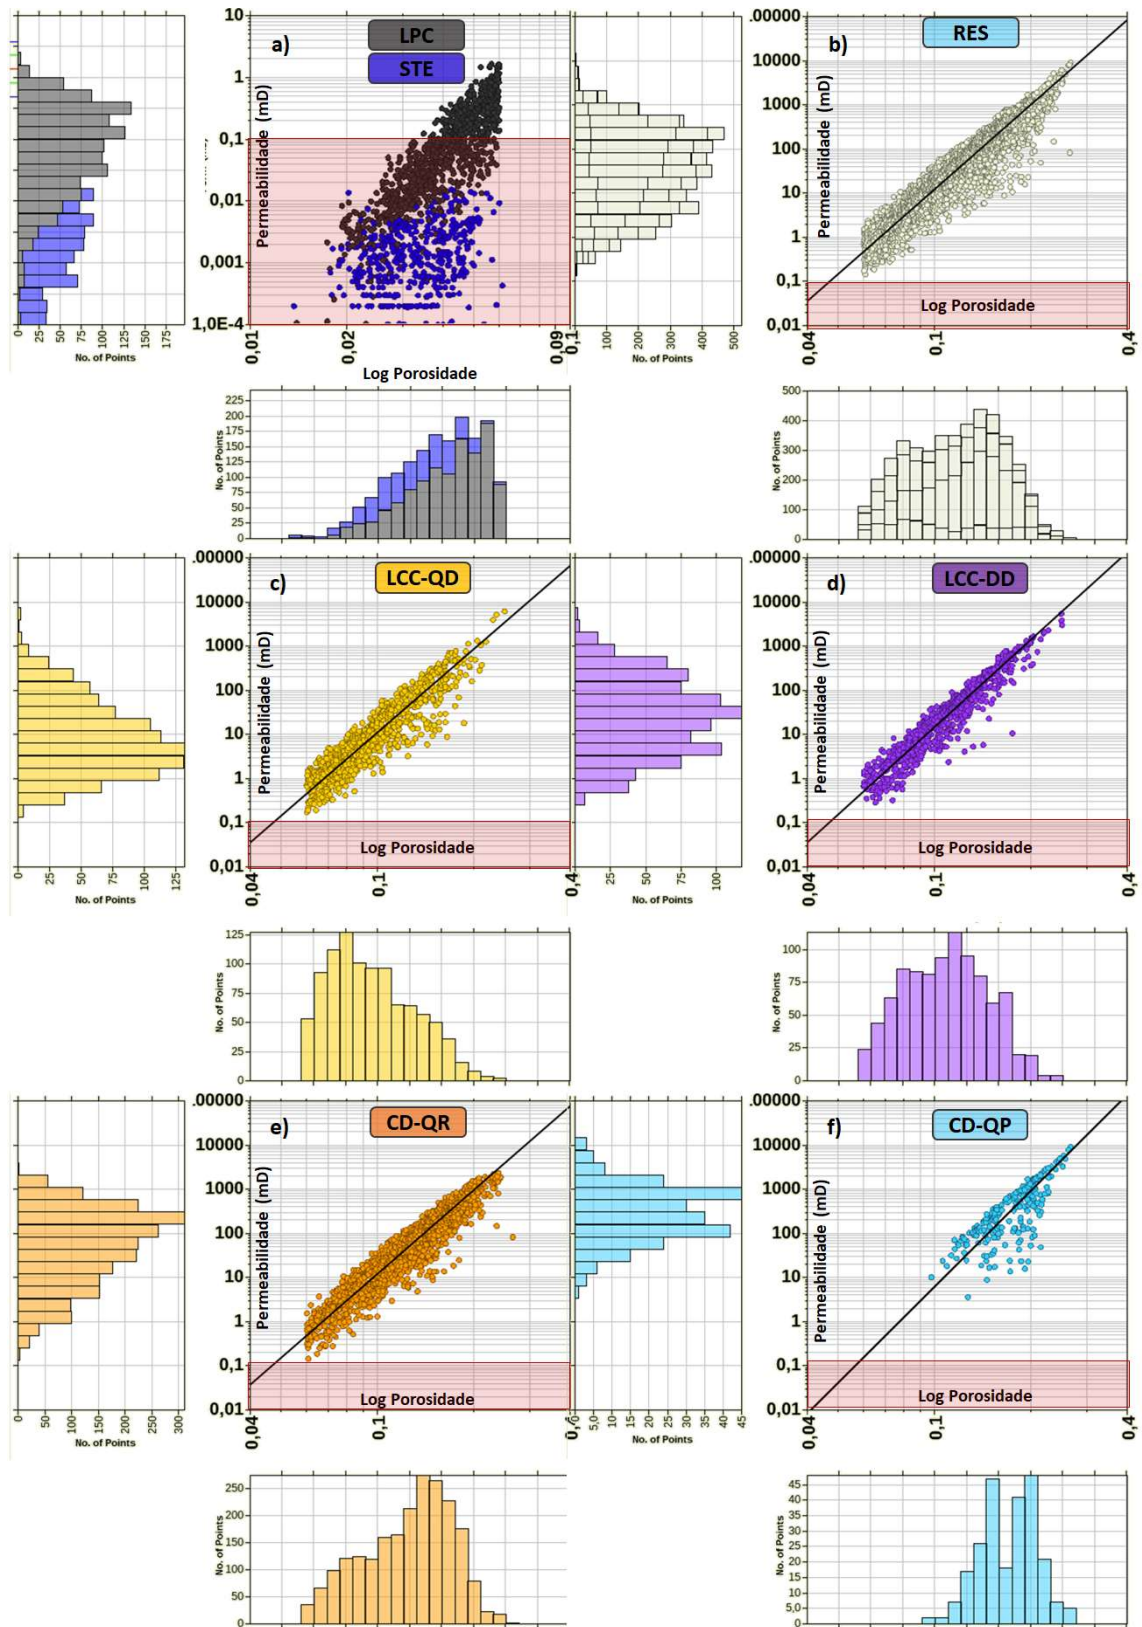 a)
LPC
STE
10
1
0.1
0,01
0,001
1,0E-4
Permeabilidade (mD)
0,01
0,02
0,09
Log Porosidade
0 25 50 75 100 125 150 175
No. of Points
225
200
175
150
125
100
75
50
25
0
No. of Points
b)
RES
.00000
10000
1000
100
10
1
0,1
0,01
Permeabilidade (mD)
Log Porosidade
0,04
0,1
0,4
0,1 100 200 300 400 500
No. of Points
500
400
300
200
100
0
No. of Points
c)
LCC-QD
.00000
10000
1000
100
10
1
0,1
0,01
Permeabilidade (mD)
Log Porosidade
0,04
0,1
0,4
0 25 50 75 100 125
No. of Points
125
100
75
50
25
0
No. of Points
d)
LCC-DD
.00000
10000
1000
100
10
1
0,1
0,01
Permeabilidade (mD)
Log Porosidade
0,04
0,1
0,4
25 50 75 100
No. of Points
100
75
50
25
0
No. of Points
e)
CD-QR
.00000
10000
1000
100
10
1
0,1
0,01
Permeabilidade (mD)
Log Porosidade
0,04
0,1
0 50 100 150 200 250 300
No. of Points
250
200
150
100
50
0
No. of Points
f)
CD-QP
.00000
10000
1000
100
10
1
0,1
0,01
Permeabilidade (mD)
Log Porosidade
0,04
0,1
0,4
5,0 10 15 20 25 30 35 40 45
No. of Points
45
40
35
30
25
20
15
10
5,0
0
No. of Points